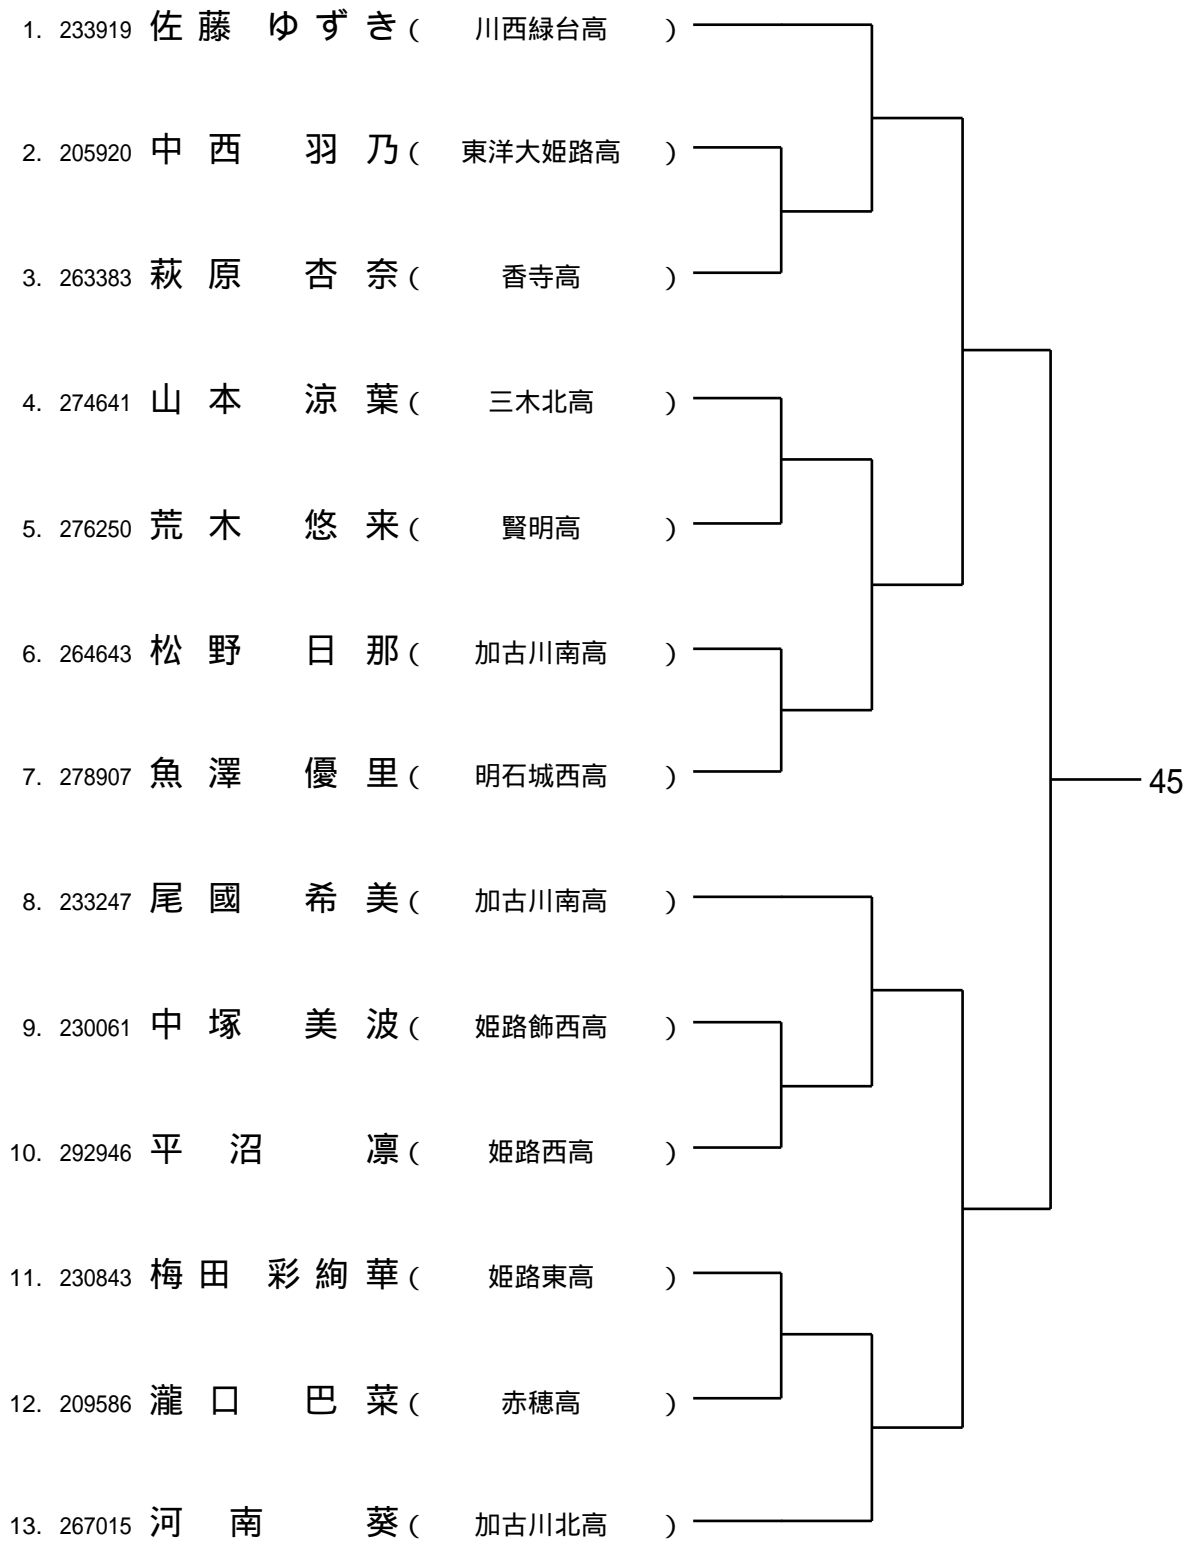 1. 233919 佐藤 ゆずき ( 川西緑台高 )
2. 205920 中西 羽乃 ( 東洋大姫路高 )
3. 263383 萩原 杏奈 ( 香寺高 )
4. 274641 山本 涼葉 ( 三木北高 )
5. 276250 荒木 悠来 ( 賢明高 )
6. 264643 松野 日那 ( 加古川南高 )
7. 278907 魚澤 優里 ( 明石城西高 )
45
8. 233247 尾國 希美 ( 加古川南高 )
9. 230061 中塚 美波 ( 姫路飾西高 )
10. 292946 平沼 凛 ( 姫路西高 )
11. 230843 梅田 彩絢華 ( 姫路東高 )
12. 209586 瀧口 巴菜 ( 赤穂高 )
13. 267015 河南 葵 ( 加古川北高 )